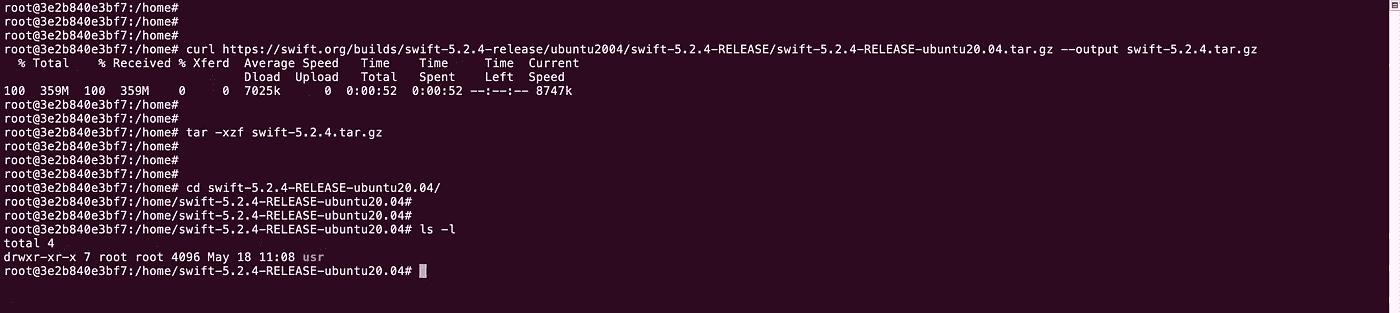 root@3e2b840e3bf7:/home#
root@3e2b840e3bf7:/home#
root@3e2b840e3bf7:/home#
root@3e2b840e3bf7:/home# curl https://swift.org/builds/swift-5.2.4-release/ubuntu2004/swift-5.2.4-RELEASE/swift-5.2.4-RELEASE-ubuntu20.04.tar.gz --output swift-5.2.4.tar.gz
  % Total    % Received % Xferd  Average Speed   Time    Time     Time  Current
                                 Dload  Upload   Total   Spent    Left  Speed
100  359M  100  359M    0     0  7025k      0  0:00:52  0:00:52 --:--:-- 8747k
root@3e2b840e3bf7:/home#
root@3e2b840e3bf7:/home#
root@3e2b840e3bf7:/home# tar -xzf swift-5.2.4.tar.gz
root@3e2b840e3bf7:/home#
root@3e2b840e3bf7:/home#
root@3e2b840e3bf7:/home#
root@3e2b840e3bf7:/home# cd swift-5.2.4-RELEASE-ubuntu20.04/
root@3e2b840e3bf7:/home/swift-5.2.4-RELEASE-ubuntu20.04#
root@3e2b840e3bf7:/home/swift-5.2.4-RELEASE-ubuntu20.04#
root@3e2b840e3bf7:/home/swift-5.2.4-RELEASE-ubuntu20.04# ls -l
total 4
drwxr-xr-x 7 root root 4096 May 18 11:08 usr
root@3e2b840e3bf7:/home/swift-5.2.4-RELEASE-ubuntu20.04#